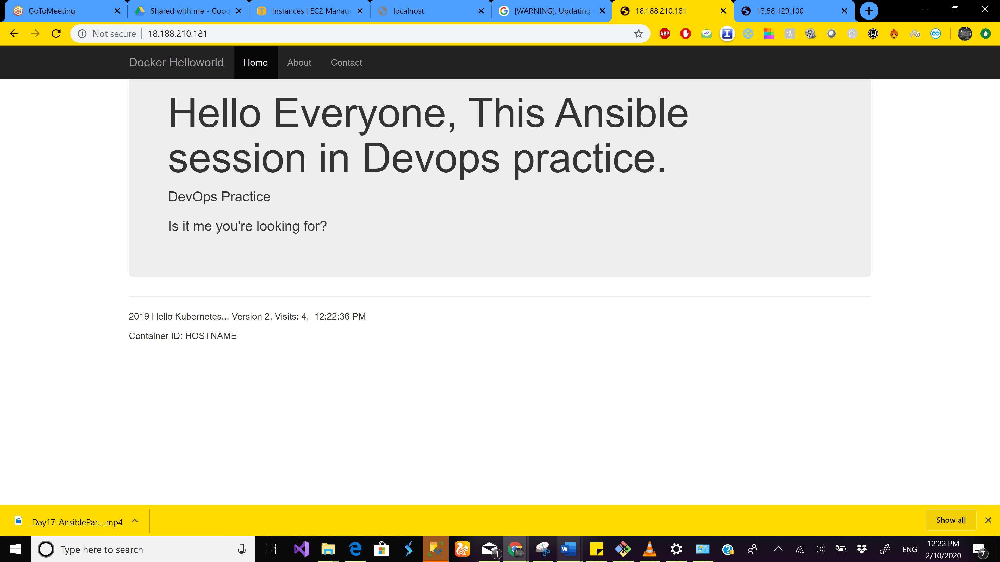 GoToMeeting
Shared with me - Goog
Instances | EC2 Manage
localhost
[WARNING]: Updating
18.188.210.181
13.58.129.100
Not secure
18.188.210.181
ABP
Docker Helloworld
Home
About
Contact
Hello Everyone, This Ansible
session in Devops practice.
DevOps Practice
Is it me you're looking for?
2019 Hello Kubernetes... Version 2, Visits: 4,  12:22:36 PM
Container ID: HOSTNAME
Day17-AnsiblePar....mp4
Show all
Type here to search
1
ENG
12:22 PM
2/10/2020
7